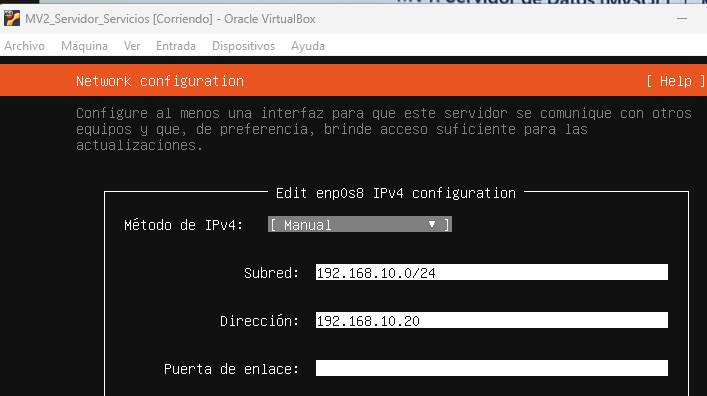 MV2_Servidor_Servicios [Corriendo] - Oracle VirtualBox
Archivo Máquina Ver Entrada Dispositivos Ayuda
Network configuration [ Help ]
Configure al menos una interfaz para que este servidor se comunique con otros
equipos y que, de preferencia, brinde acceso suficiente para las
actualizaciones.
Edit enp0s8 IPv4 configuration
Método de IPv4: [ Manual ▼ ]
Subred: 192.168.10.0/24
Dirección: 192.168.10.20
Puerta de enlace: